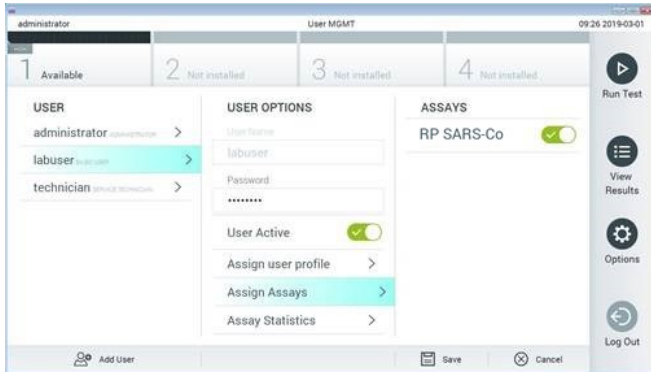 administrator
User MGMT
09:26 2019-03-01
1 Available
2 Not installed
3 Not installed
4 Not installed
Run Test
USER
USER OPTIONS
ASSAYS
administrator
User Name
RP SARS-Co
labuser
labuser
View
Results
technician SERVICE TECHNICIAN
Password
••••••••
User Active
Options
Assign user profile
Assign Assays
Assay Statistics
Log Out
Add User
Save
Cancel